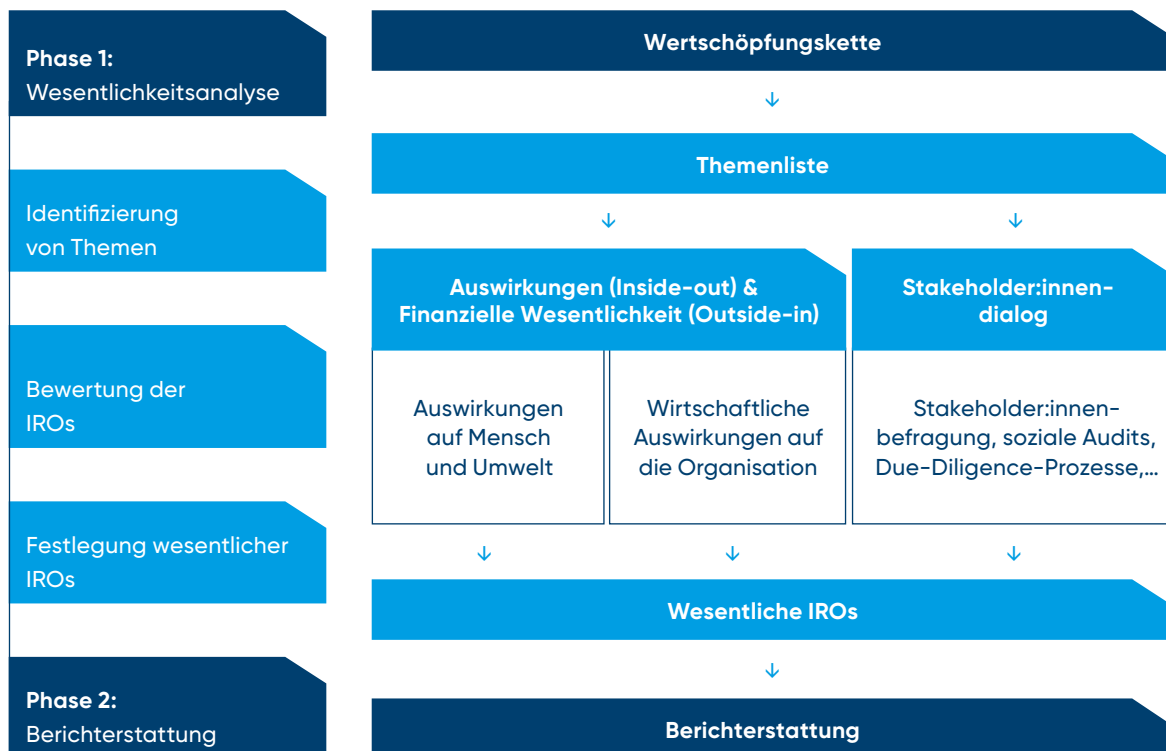 Phase 1:
Wesentlichkeitsanalyse
Identifizierung
von Themen
Bewertung der
IROs
Festlegung wesentlicher
IROs
Phase 2:
Berichterstattung
Wertschöpfungskette
↓
Themenliste
↓ ↓
Auswirkungen (Inside-out) &
Finanzielle Wesentlichkeit (Outside-in)
Auswirkungen
auf Mensch
und Umwelt
Wirtschaftliche
Auswirkungen auf
die Organisation
Stakeholder:innen-
dialog
Stakeholder:innen-
befragung, soziale Audits,
Due-Diligence-Prozesse,…
↓ ↓ ↓
Wesentliche IROs
↓
Berichterstattung